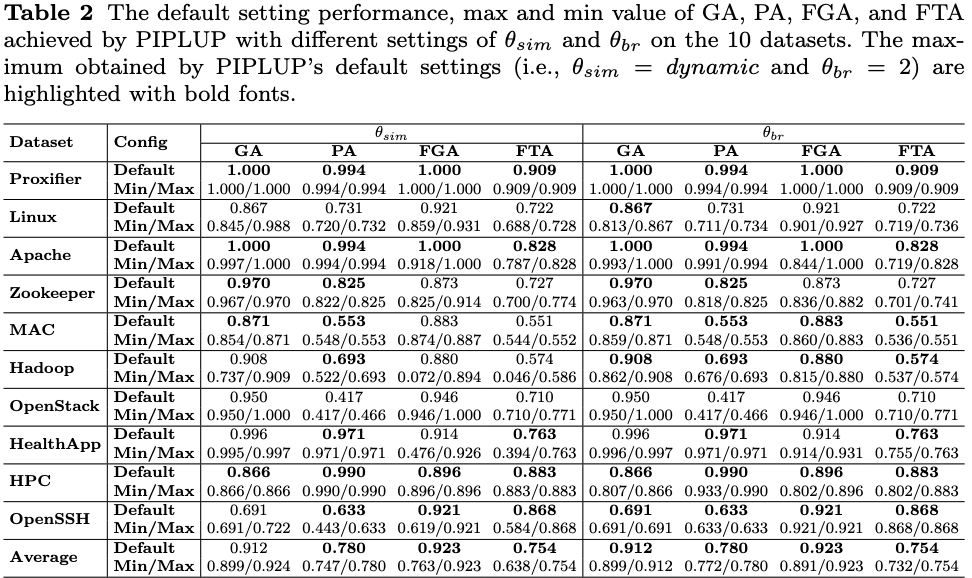 Table 2 The default setting performance, max and min value of GA, PA, FGA, and FTA
achieved by PIPLUP with different settings of θsim and θbr on the 10 datasets. The max-
imum obtained by PIPLUP's default settings (i.e., θsim = dynamic and θbr = 2) are
highlighted with bold fonts.
Dataset Config θsim θbr
GA PA FGA FTA GA PA FGA FTA
Proxifier Default 1.000 0.994 1.000 0.909 1.000 0.994 1.000 0.909
Min/Max 1.000/1.000 0.994/0.994 1.000/1.000 0.909/0.909 1.000/1.000 0.994/0.994 1.000/1.000 0.909/0.909
Linux Default 0.867 0.731 0.921 0.722 0.867 0.731 0.921 0.722
Min/Max 0.845/0.988 0.720/0.732 0.859/0.931 0.688/0.728 0.813/0.867 0.711/0.734 0.901/0.927 0.719/0.736
Apache Default 1.000 0.994 1.000 0.828 1.000 0.994 1.000 0.828
Min/Max 0.997/1.000 0.994/0.994 0.918/1.000 0.787/0.828 0.993/1.000 0.991/0.994 0.844/1.000 0.719/0.828
Zookeeper Default 0.970 0.825 0.873 0.727 0.970 0.825 0.873 0.727
Min/Max 0.967/0.970 0.822/0.825 0.825/0.914 0.700/0.774 0.963/0.970 0.818/0.825 0.836/0.882 0.701/0.741
MAC Default 0.871 0.553 0.883 0.551 0.871 0.553 0.883 0.551
Min/Max 0.854/0.871 0.548/0.553 0.874/0.887 0.544/0.552 0.859/0.871 0.548/0.553 0.860/0.883 0.536/0.551
Hadoop Default 0.908 0.693 0.880 0.574 0.908 0.693 0.880 0.574
Min/Max 0.737/0.909 0.522/0.693 0.072/0.894 0.046/0.586 0.862/0.908 0.676/0.693 0.815/0.880 0.537/0.574
OpenStack Default 0.950 0.417 0.946 0.710 0.950 0.417 0.946 0.710
Min/Max 0.950/1.000 0.417/0.466 0.946/1.000 0.710/0.771 0.950/1.000 0.417/0.466 0.946/1.000 0.710/0.771
HealthApp Default 0.996 0.971 0.914 0.763 0.996 0.971 0.914 0.763
Min/Max 0.995/0.997 0.971/0.971 0.476/0.926 0.394/0.763 0.996/0.997 0.971/0.971 0.914/0.931 0.755/0.763
HPC Default 0.866 0.990 0.896 0.883 0.866 0.990 0.896 0.883
Min/Max 0.866/0.866 0.990/0.990 0.896/0.896 0.883/0.883 0.807/0.866 0.933/0.990 0.802/0.896 0.802/0.883
OpenSSH Default 0.691 0.633 0.921 0.868 0.691 0.633 0.921 0.868
Min/Max 0.691/0.722 0.443/0.633 0.619/0.921 0.584/0.868 0.691/0.691 0.633/0.633 0.921/0.921 0.868/0.868
Average Default 0.912 0.780 0.923 0.754 0.912 0.780 0.923 0.754
Min/Max 0.899/0.924 0.747/0.780 0.763/0.923 0.638/0.754 0.899/0.912 0.772/0.780 0.891/0.923 0.732/0.754